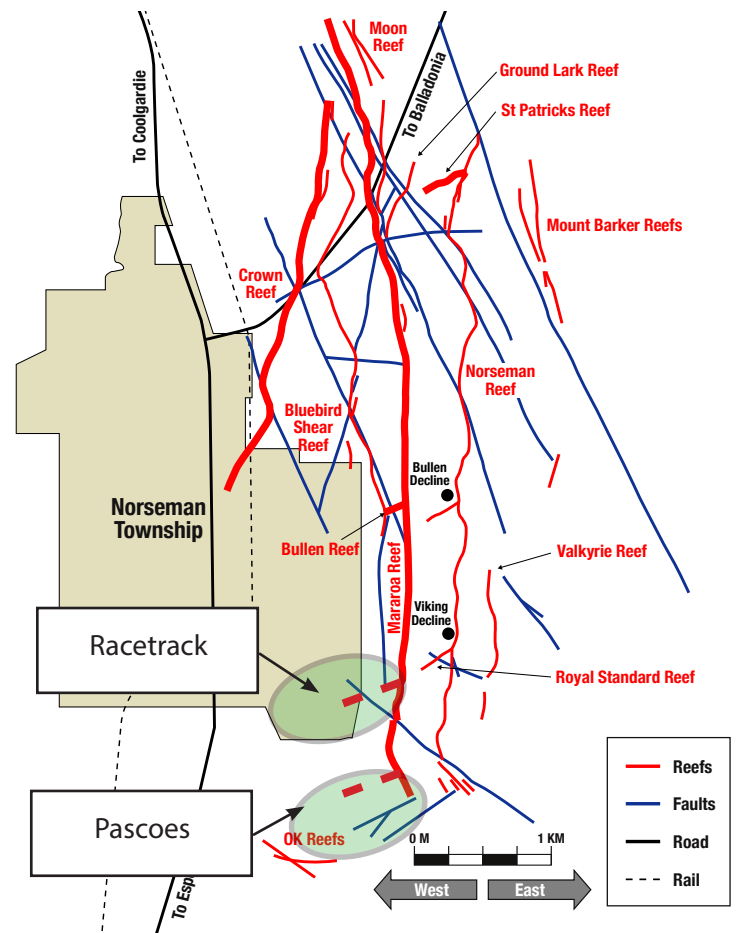 Moon
Reef
To Coolgardie
To Balladonia
Ground Lark Reef
St Patricks Reef
Mount Barker Reefs
Crown
Reef
Norseman
Reef
Bluebird
Shear
Reef
Bullen
Decline
Norseman
Township
Bullen Reef
Mararoa Reef
Valkyrie Reef
Viking
Decline
Racetrack
Royal Standard Reef
Pascoes
OK Reefs
To Esp
0 M
1 KM
West
East
Reefs
Faults
Road
Rail